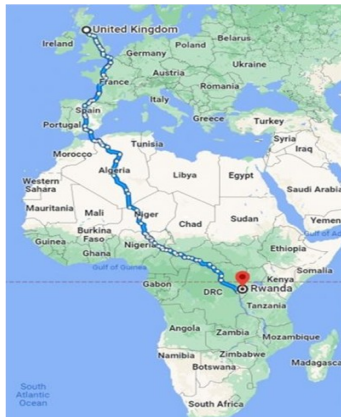 United Kingdom
Ireland
Poland
Belarus
Germany
Ukraine
Austria
France
Romania
Italy
Spain
Portugal
Greece
Turkey
Syria
Iraq
Tunisia
Morocco
Algeria
Libya
Egypt
Western
Sahara
Saudi Arabia
Mauritania
Mali
Niger
Chad
Sudan
Yemen
Gulf of A
Burkina
Faso
Guinea
Ghana
Nigeria
Ethiopia
Somalia
Gulf of Guinea
Gabon
DRC
Kenya
Rwanda
Tanzania
Angola
Zambia
Mozambique
Namibia
Zimbabwe
Botswana
Madagascar
South
Atlantic
Ocean
South Africa